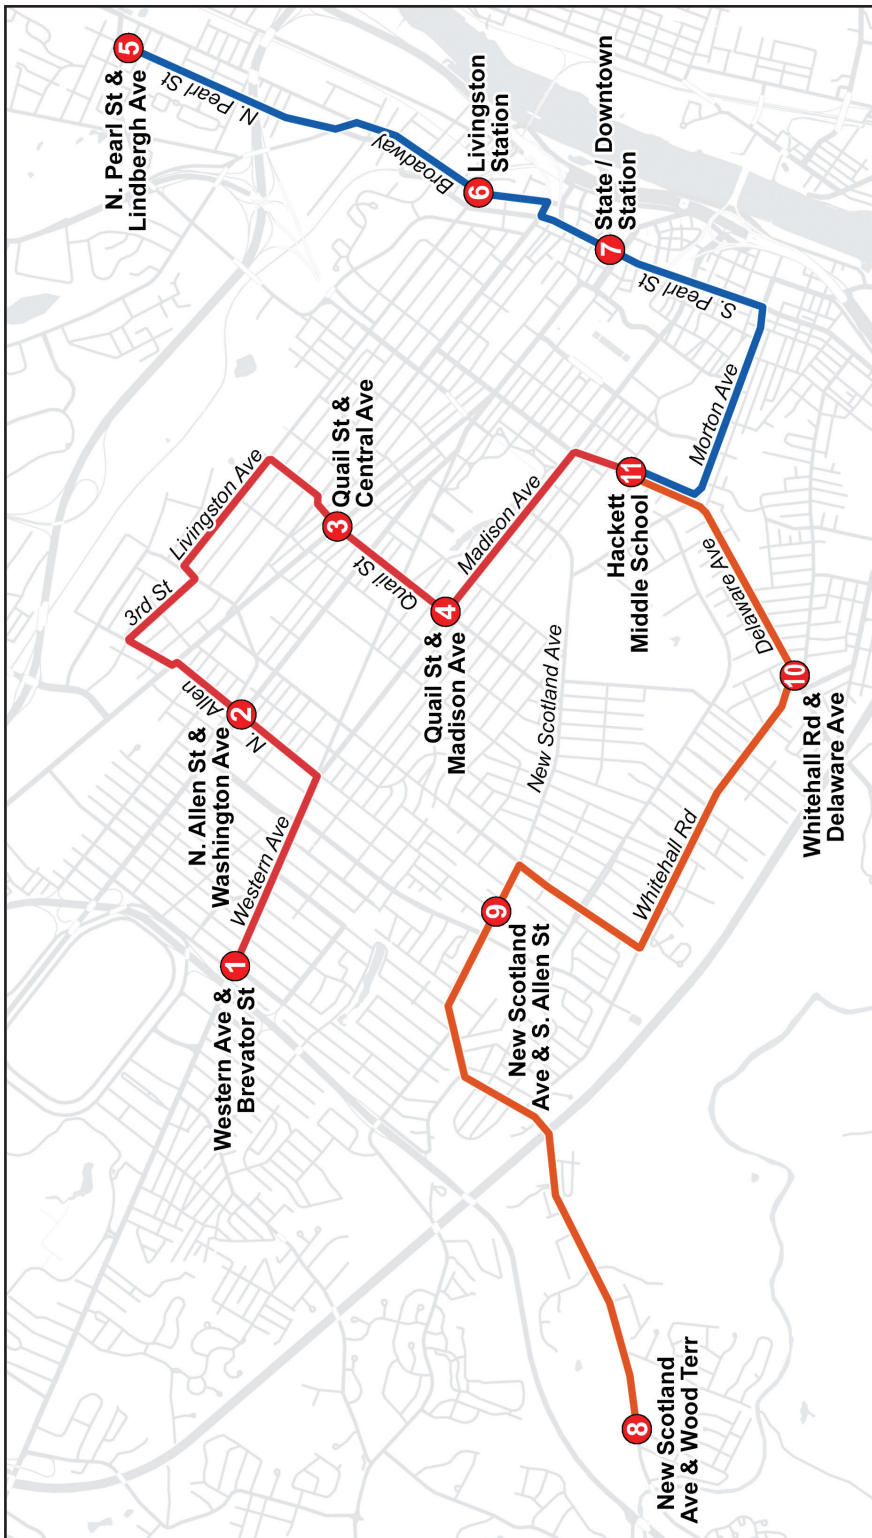 Western Ave &
Brevator St
1
Western Ave
N. Allen St &
Washington Ave
2
N. Allen
3rd St
Livingston Ave
Quail St &
Central Ave
3
Quail St
Quail St &
Madison Ave
4
Madison Ave
N. Pearl St &
Lindbergh Ave
5
N. Pearl St
Broadway
6
Livingston
Station
7
State / Downtown
Station
S. Pearl St
Morton Ave
Hackett
Middle School
11
Delaware Ave
Whitehall Rd &
Delaware Ave
10
Whitehall Rd
New Scotland Ave
9
New Scotland
Ave & S. Allen St
8
New Scotland
Ave & Wood Terr